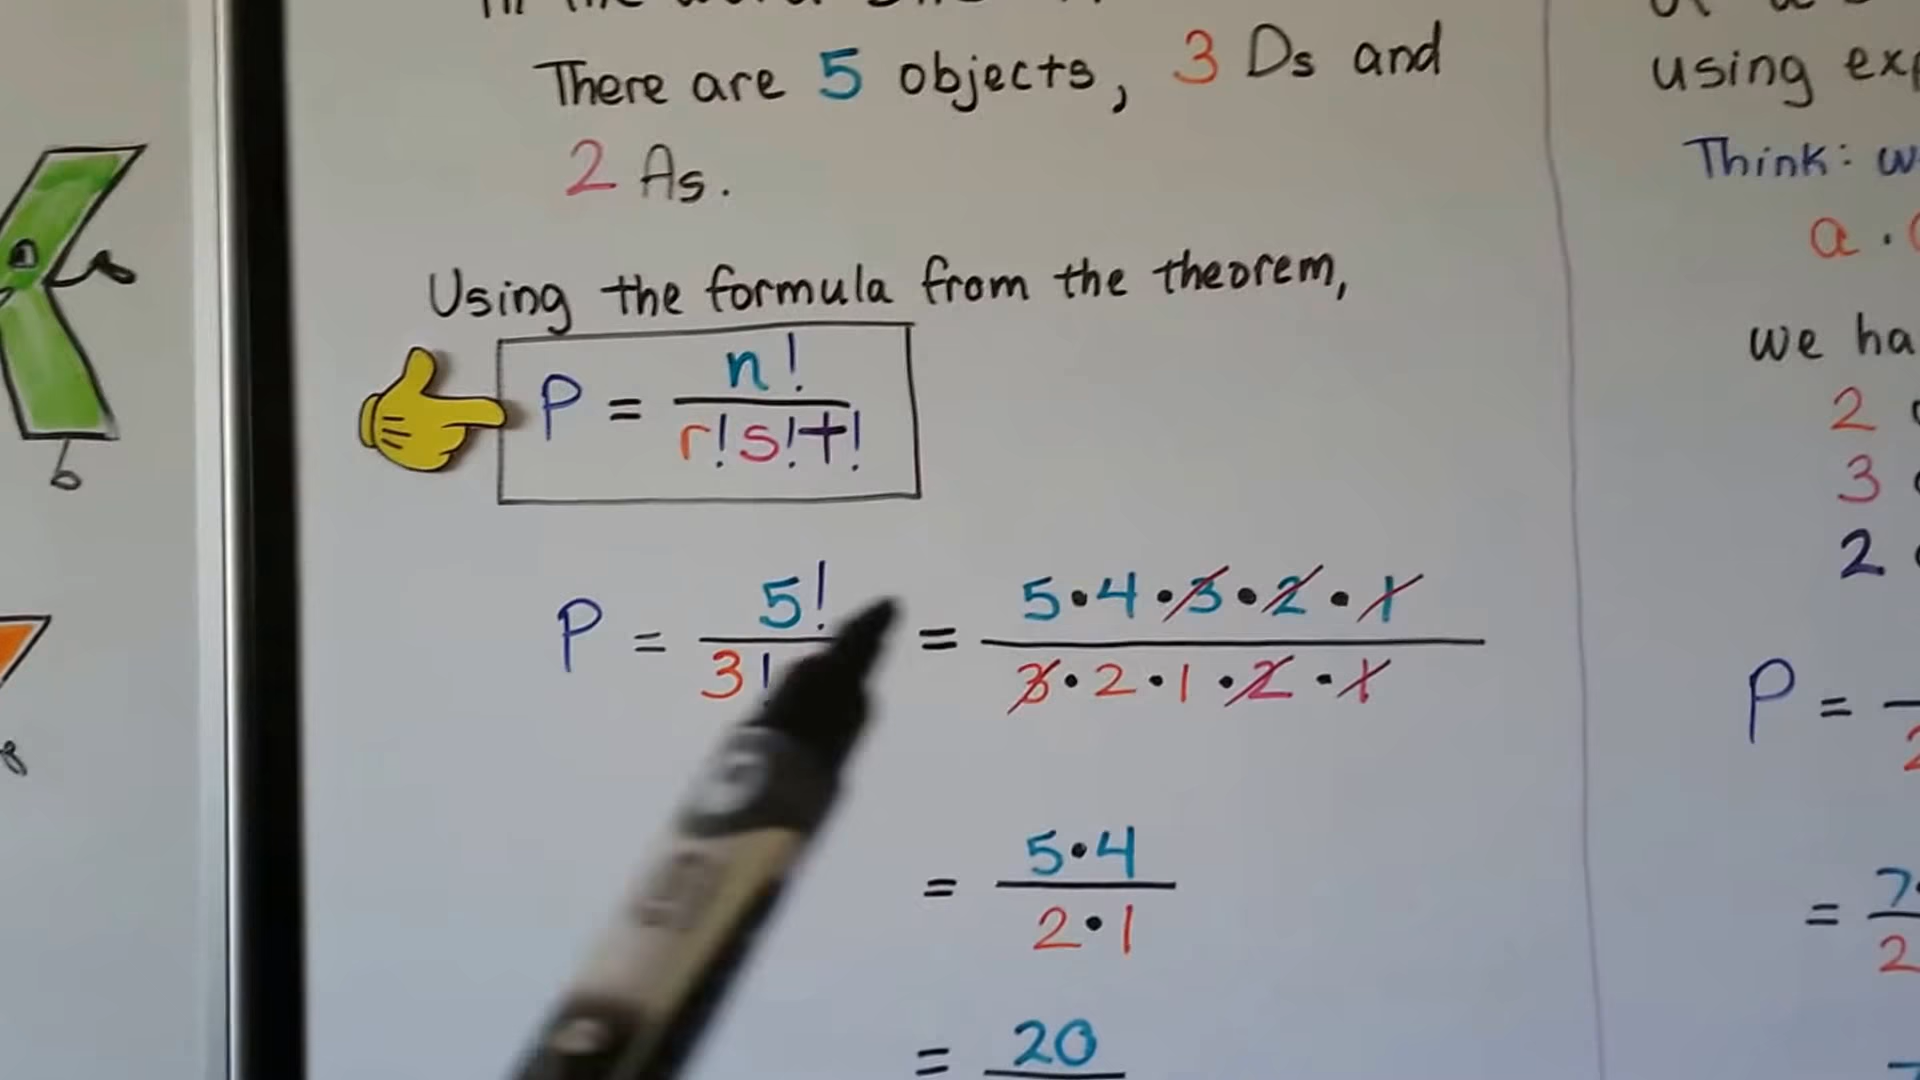 There are 5 objects, 3 Ds and
2 As.
Using the formula from the theorem,
P = n! / r!s!t!
P = 5! / 3! = 5·4·3·2·1 / 3·2·1·2·1
= 5·4 / 2·1
= 20
b
using
Think:
a ·
we
2
3
2
P =
= 7 / 2